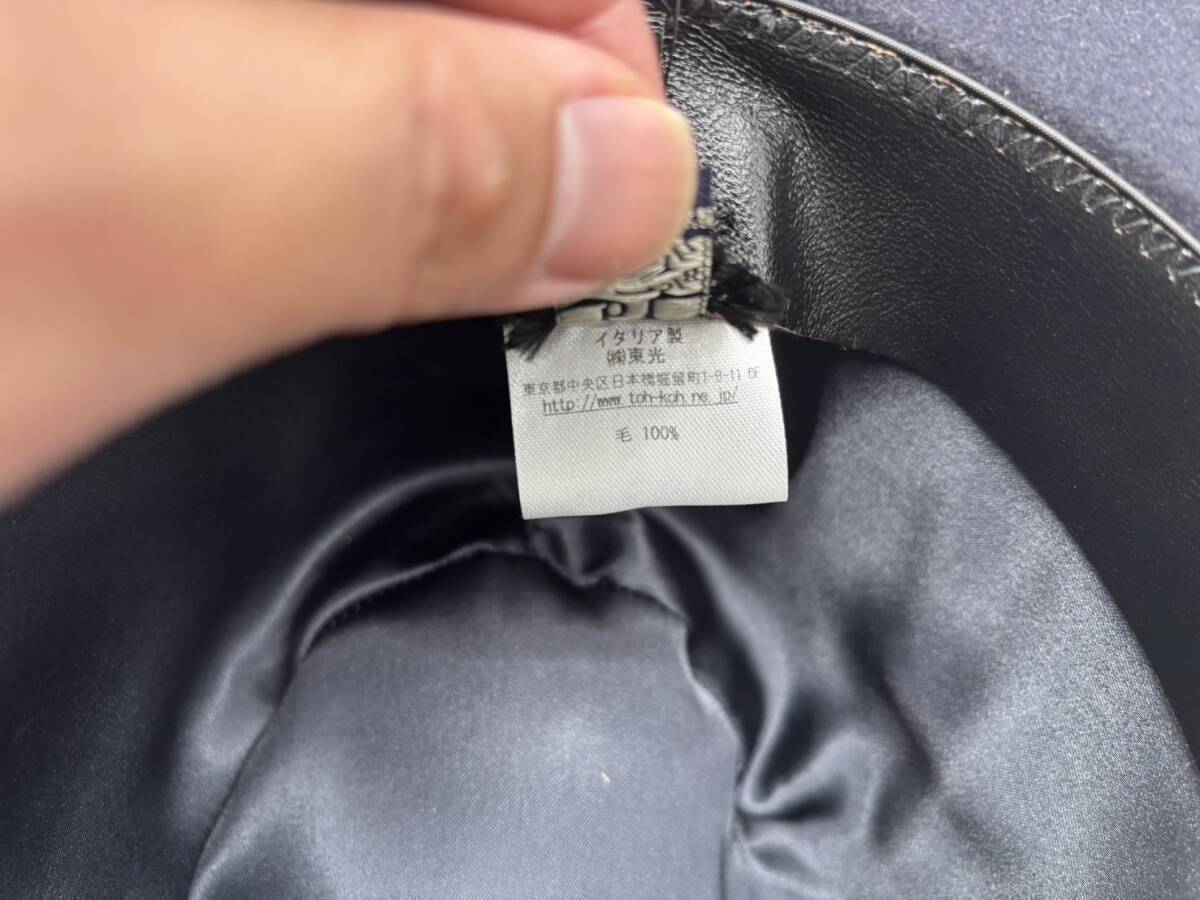 イタリア製
㈱東光
東京都中央区日本橋堀留町1-9-11 6F
http://www.toh-koh.ne.jp/
毛 100%